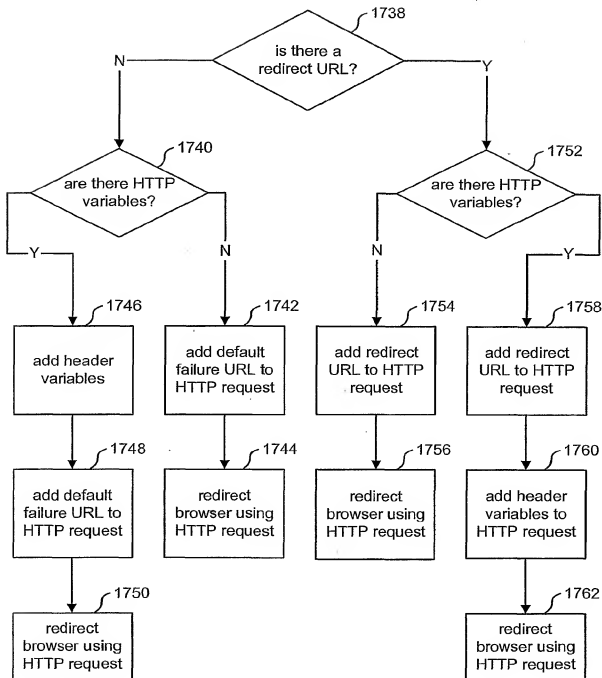 1738
is there a
redirect URL?
N
Y
1740
are there HTTP
variables?
1752
are there HTTP
variables?
Y
N
N
Y
1746
add header
variables
1742
add default
failure URL to
HTTP request
1754
add redirect
URL to HTTP
request
1758
add redirect
URL to HTTP
request
1748
add default
failure URL to
HTTP request
1744
redirect
browser using
HTTP request
1756
redirect
browser using
HTTP request
1760
add header
variables to
HTTP request
1750
redirect
browser using
HTTP request
1762
redirect
browser using
HTTP request